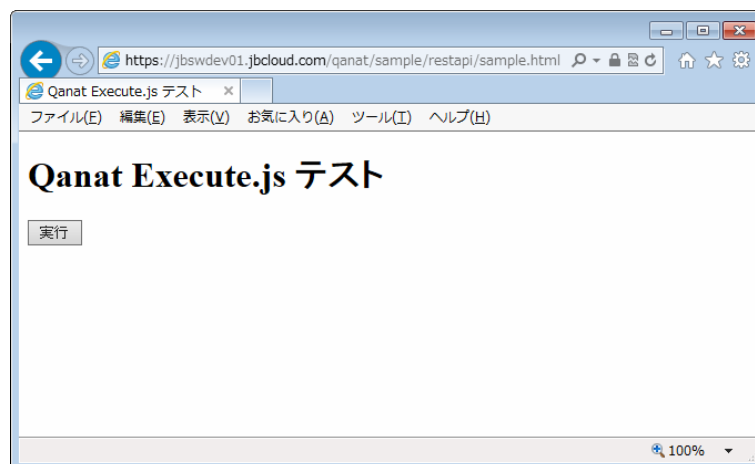 https://jbswdev01.jbcloud.com/qanat/sample/restapi/sample.html
Qanat Execute.js テスト
ファイル(F) 編集(E) 表示(V) お気に入り(A) ツール(T) ヘルプ(H)
Qanat Execute.js テスト
実行
100%